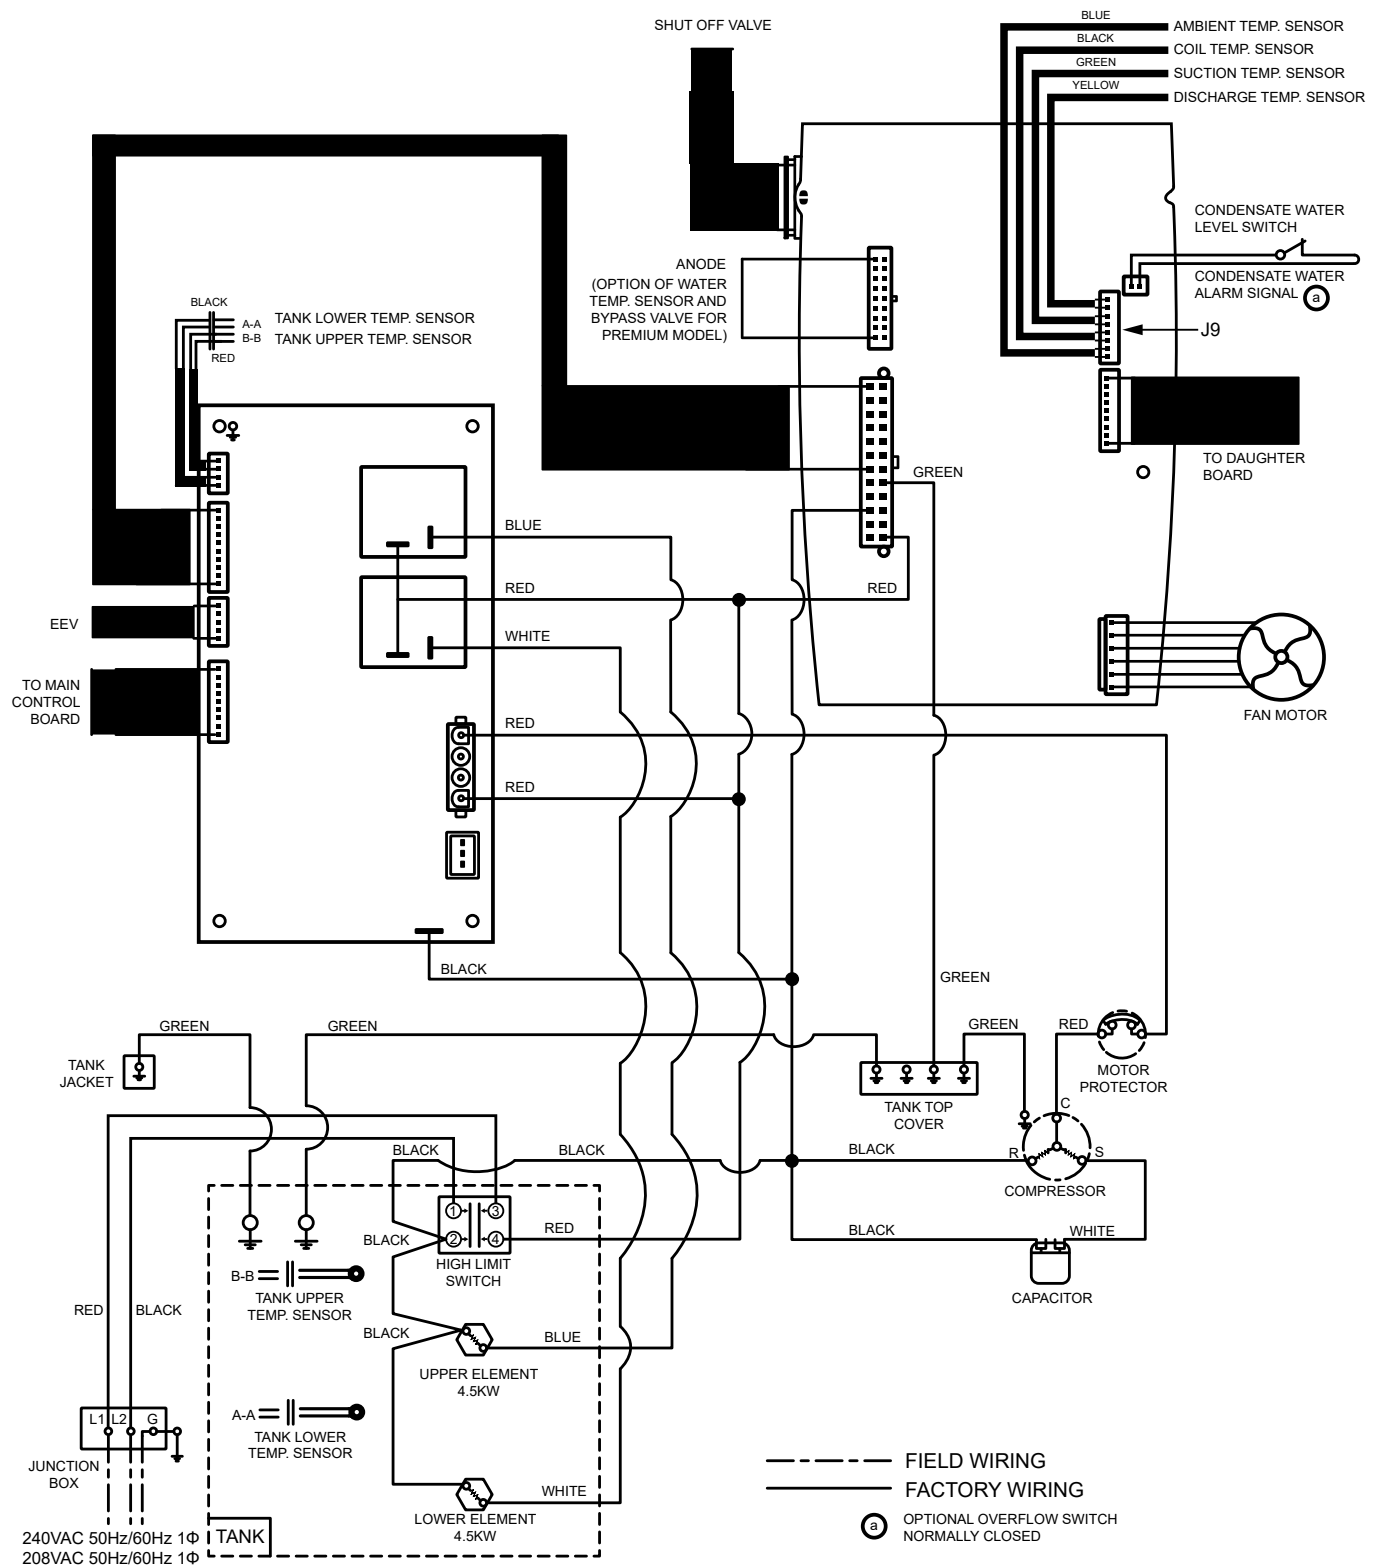 SHUT OFF VALVE
BLUE
AMBIENT TEMP. SENSOR
BLACK
COIL TEMP. SENSOR
GREEN
SUCTION TEMP. SENSOR
YELLOW
DISCHARGE TEMP. SENSOR
CONDENSATE WATER
LEVEL SWITCH
CONDENSATE WATER
ALARM SIGNAL a
J9
ANODE
(OPTION OF WATER
TEMP. SENSOR AND
BYPASS VALVE FOR
PREMIUM MODEL)
BLACK
A-A TANK LOWER TEMP. SENSOR
B-B TANK UPPER TEMP. SENSOR
RED
TO DAUGHTER
BOARD
GREEN
BLUE
RED
RED
WHITE
EEV
TO MAIN
CONTROL
BOARD
FAN MOTOR
RED
RED
BLACK
GREEN
GREEN
GREEN
GREEN
RED
TANK
JACKET
MOTOR
PROTECTOR
TANK TOP
COVER
C
R
S
COMPRESSOR
BLACK
BLACK
BLACK
1
3
2
4
BLACK
RED
HIGH LIMIT
SWITCH
BLACK
WHITE
CAPACITOR
B-B
TANK UPPER
TEMP. SENSOR
RED
BLACK
BLACK
BLUE
UPPER ELEMENT
4.5KW
A-A
TANK LOWER
TEMP. SENSOR
L1 L2 G
JUNCTION
BOX
WHITE
LOWER ELEMENT
4.5KW
TANK
240VAC 50Hz/60Hz 1Φ
208VAC 50Hz/60Hz 1Φ
FIELD WIRING
FACTORY WIRING
a OPTIONAL OVERFLOW SWITCH
NORMALLY CLOSED